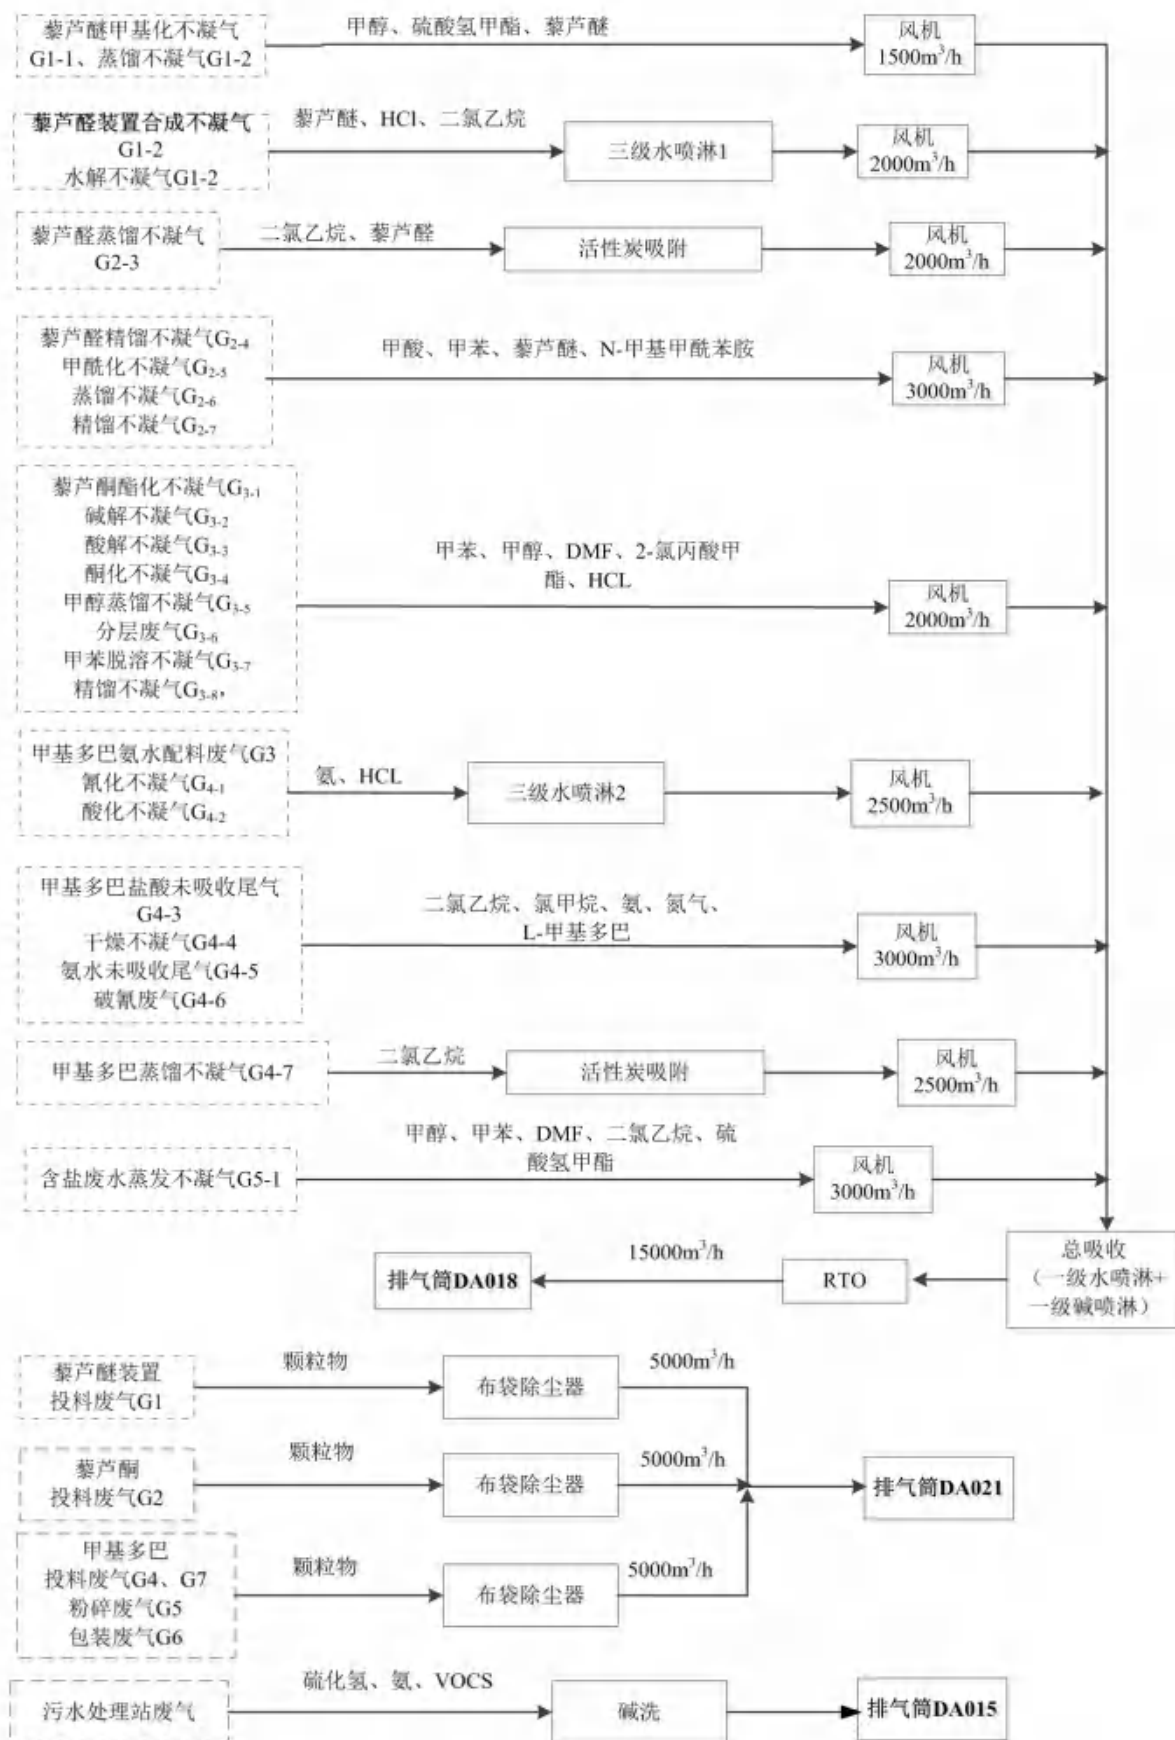 藜芦醚甲基化不凝气
G1-1、蒸馏不凝气G1-2
甲醇、硫酸氢甲酯、藜芦醚
风机
1500m³/h
藜芦醛装置合成不凝气
G1-2
水解不凝气G1-2
藜芦醚、HCl、二氯乙烷
三级水喷淋1
风机
2000m³/h
藜芦醛蒸馏不凝气
G2-3
二氯乙烷、藜芦醛
活性炭吸附
风机
2000m³/h
藜芦醛精馏不凝气G2-4
甲酰化不凝气G2-5
蒸馏不凝气G2-6
精馏不凝气G2-7
甲酸、甲苯、藜芦醚、N-甲基甲酰苯胺
风机
3000m³/h
藜芦酮酯化不凝气G3-1
碱解不凝气G3-2
酸解不凝气G3-3
酮化不凝气G3-4
甲醇蒸馏不凝气G3-5
分层废气G3-6
甲苯脱溶不凝气G3-7
精馏不凝气G3-8,
甲苯、甲醇、DMF、2-氯丙酸甲
酯、HCL
风机
2000m³/h
甲基多巴氨水配料废气G3
氰化不凝气G4-1
酸化不凝气G4-2
氨、HCL
三级水喷淋2
风机
2500m³/h
甲基多巴盐酸未吸收尾气
G4-3
干燥不凝气G4-4
氨水未吸收尾气G4-5
破氰废气G4-6
二氯乙烷、氯甲烷、氨、氮气、
L-甲基多巴
风机
3000m³/h
甲基多巴蒸馏不凝气G4-7
二氯乙烷
活性炭吸附
风机
2500m³/h
含盐废水蒸发不凝气G5-1
甲醇、甲苯、DMF、二氯乙烷、硫
酸氢甲酯
风机
3000m³/h
总吸收
（一级水喷淋+
一级碱喷淋）
RTO
15000m³/h
排气筒DA018
藜芦醚装置
投料废气G1
颗粒物
布袋除尘器
5000m³/h
藜芦酮
投料废气G2
颗粒物
布袋除尘器
5000m³/h
排气筒DA021
甲基多巴
投料废气G4、G7
粉碎废气G5
包装废气G6
颗粒物
布袋除尘器
5000m³/h
污水处理站废气
硫化氢、氨、VOCS
碱洗
排气筒DA015